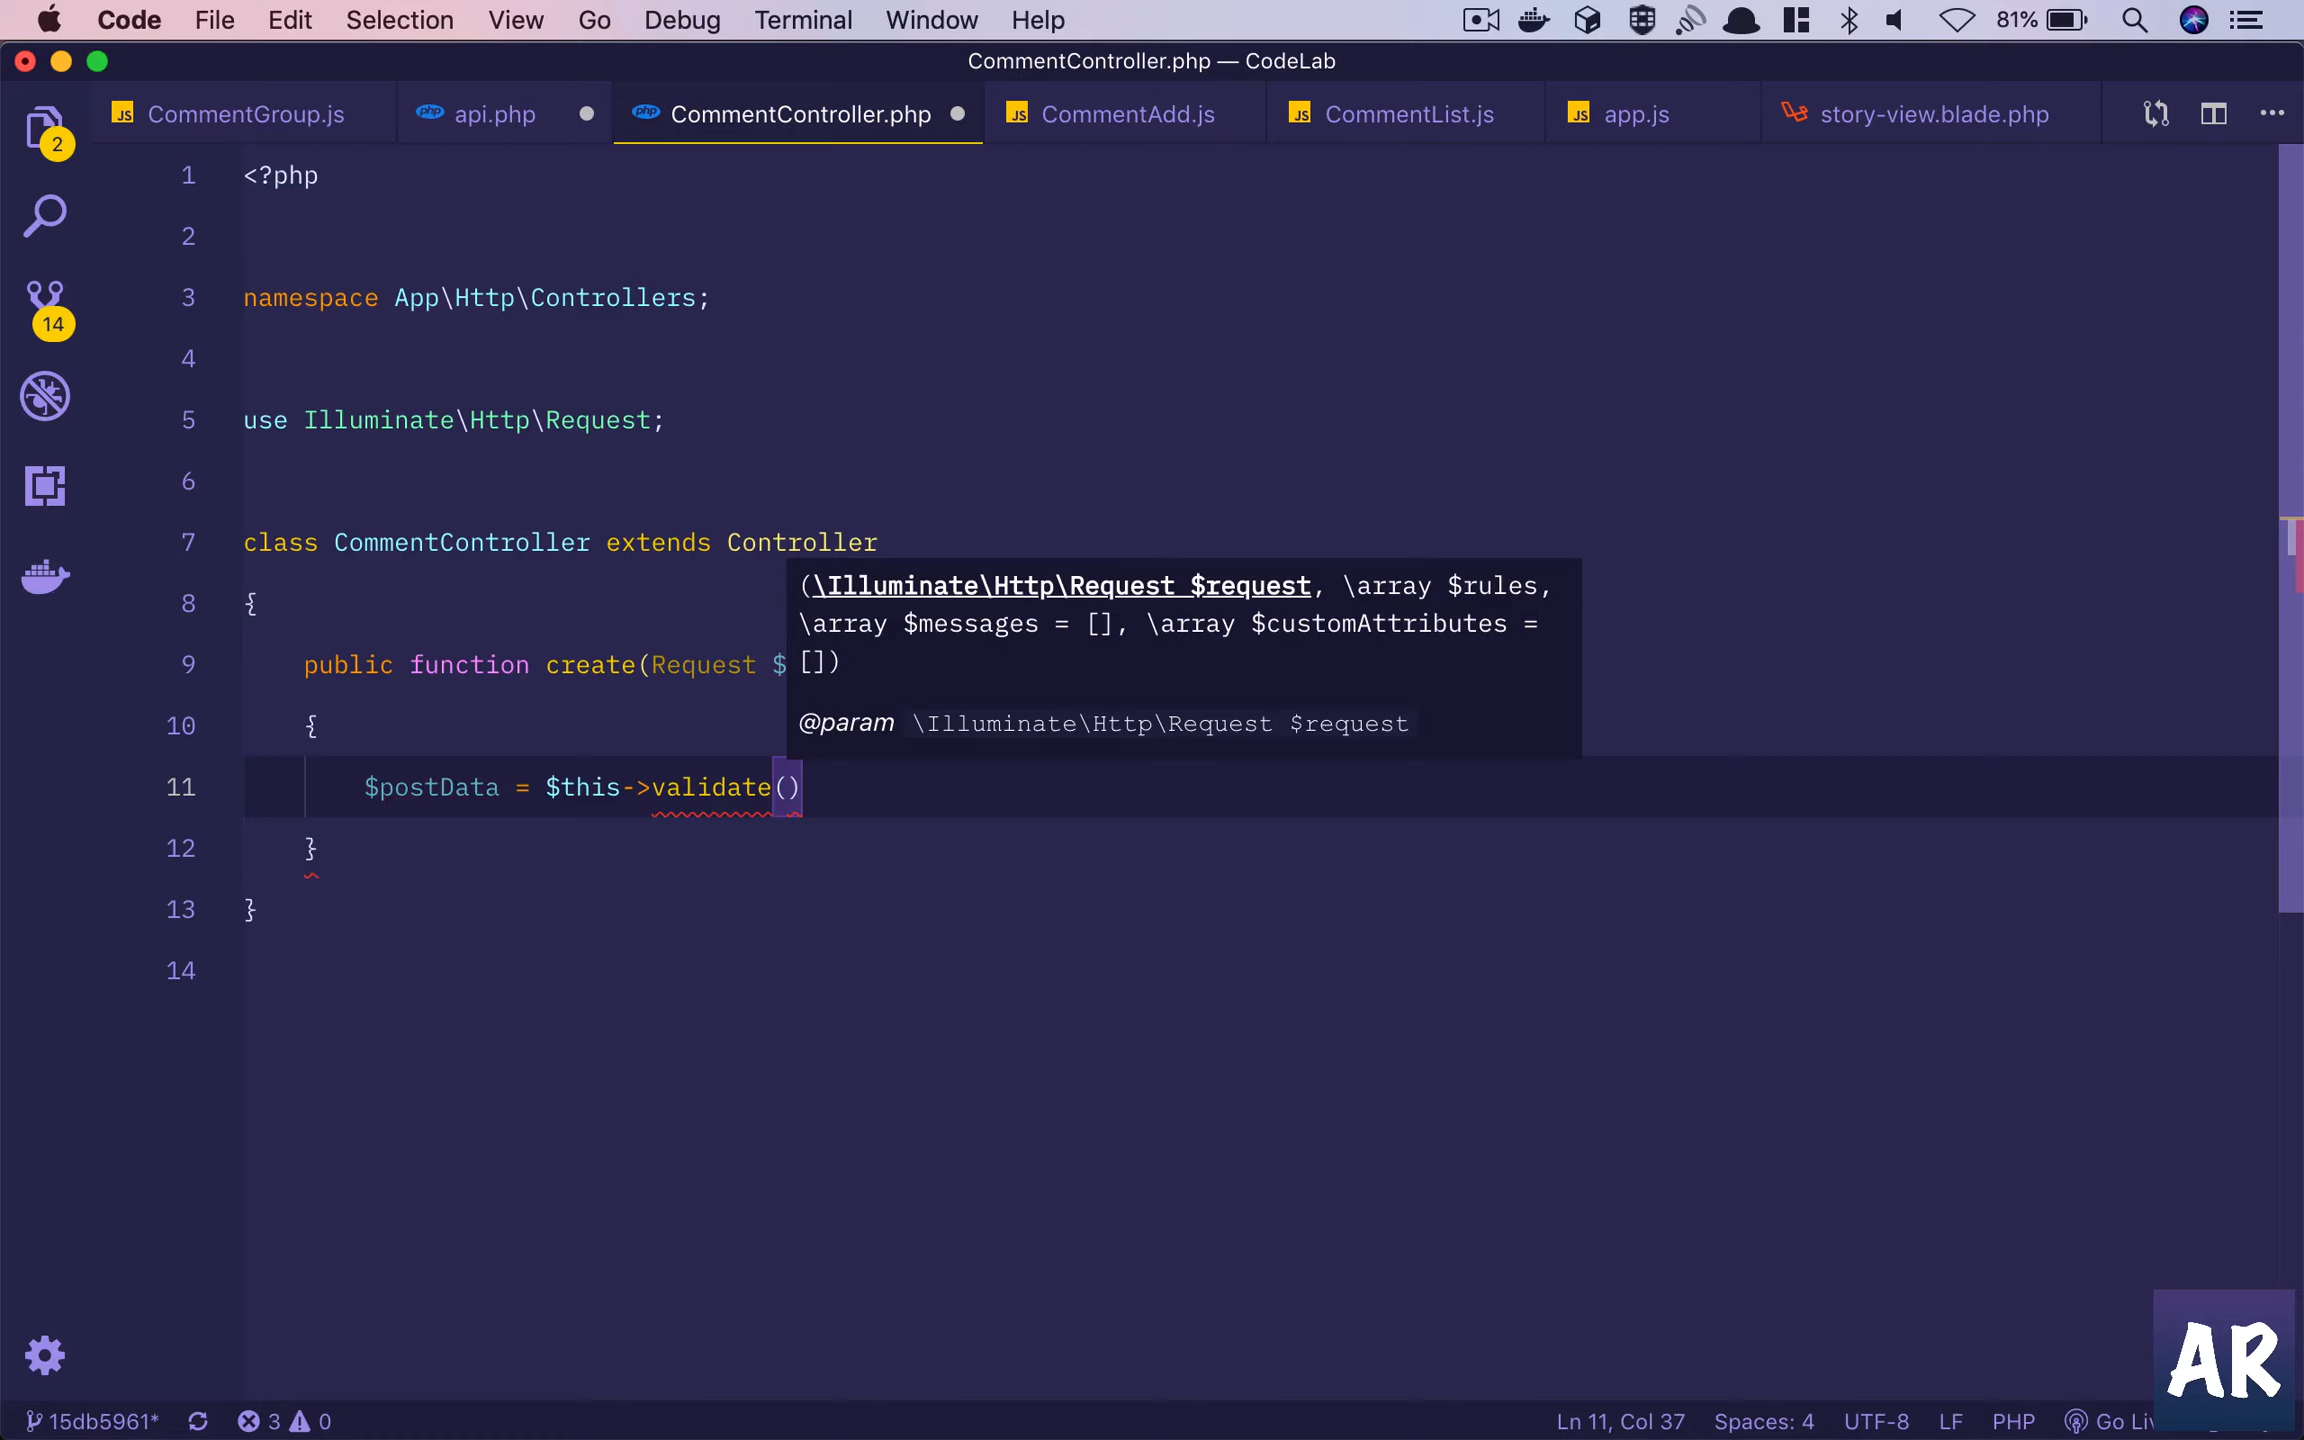 Code File Edit Selection View Go Debug Terminal Window Help 81%
CommentController.php — CodeLab
CommentGroup.js api.php CommentController.php CommentAdd.js CommentList.js app.js story-view.blade.php
2
14
1 <?php
2
3 namespace App\Http\Controllers;
4
5 use Illuminate\Http\Request;
6
7 class CommentController extends Controller
8 {
9 public function create(Request $
10 {
11 $postData = $this->validate()
12 }
13 }
14
(\Illuminate\Http\Request $request, \array $rules,
\array $messages = [], \array $customAttributes =
[])
@param \Illuminate\Http\Request $request
AR
15db5961* 3 0 Ln 11, Col 37 Spaces: 4 UTF-8 LF PHP Go Li